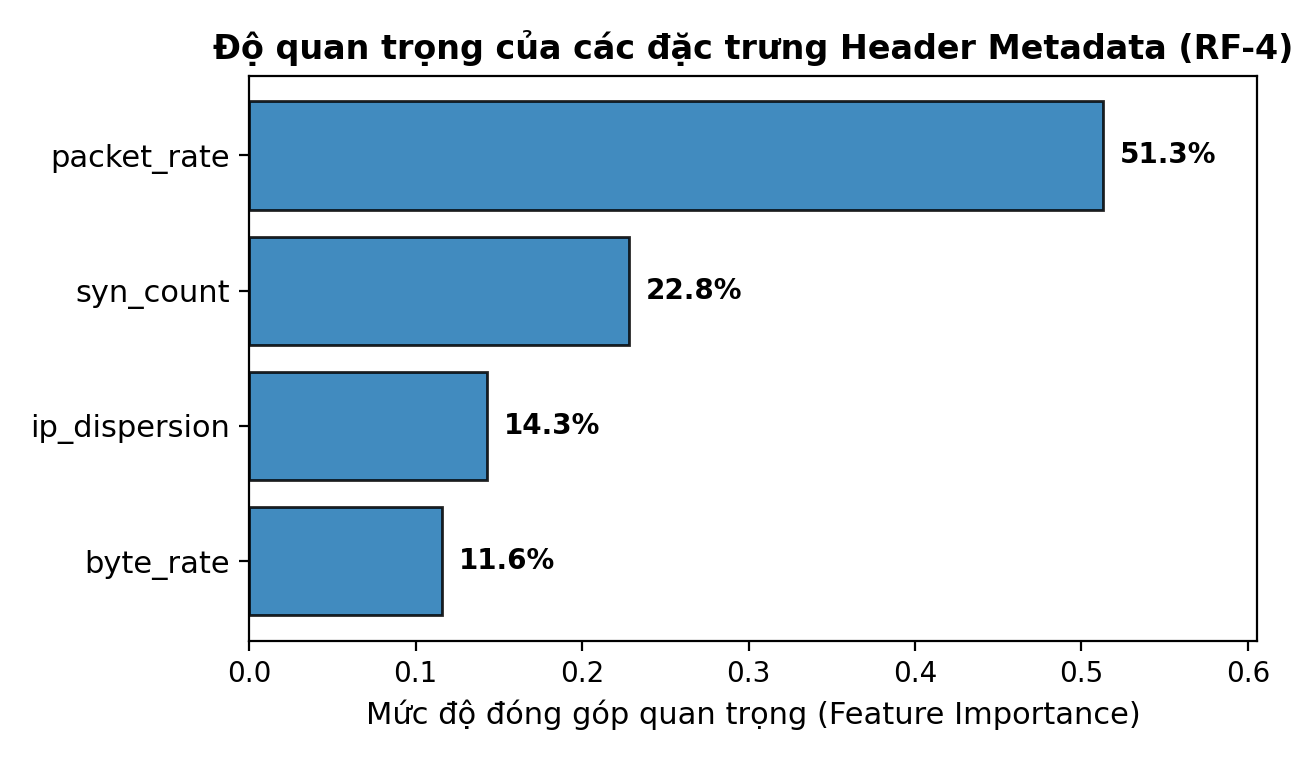 Độ quan trọng của các đặc trưng Header Metadata (RF-4)
packet_rate
51.3%
syn_count
22.8%
ip_dispersion
14.3%
byte_rate
11.6%
0.0 0.1 0.2 0.3 0.4 0.5 0.6
Mức độ đóng góp quan trọng (Feature Importance)